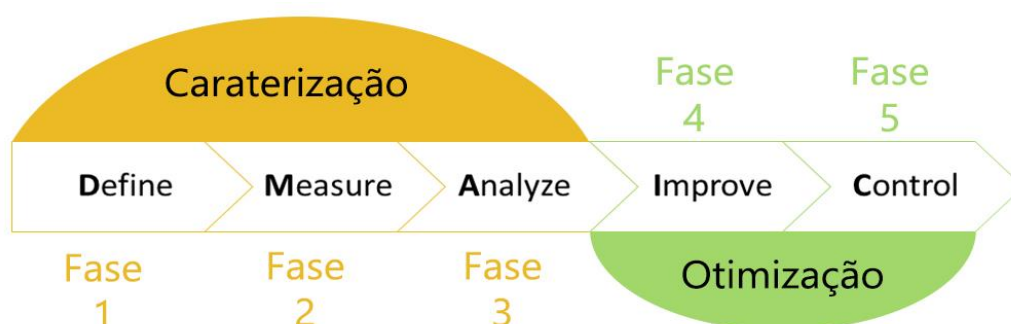 Caraterização
Fase
4
Fase
5
Define
Measure
Analyze
Improve
Control
Fase
1
Fase
2
Fase
3
Otimização